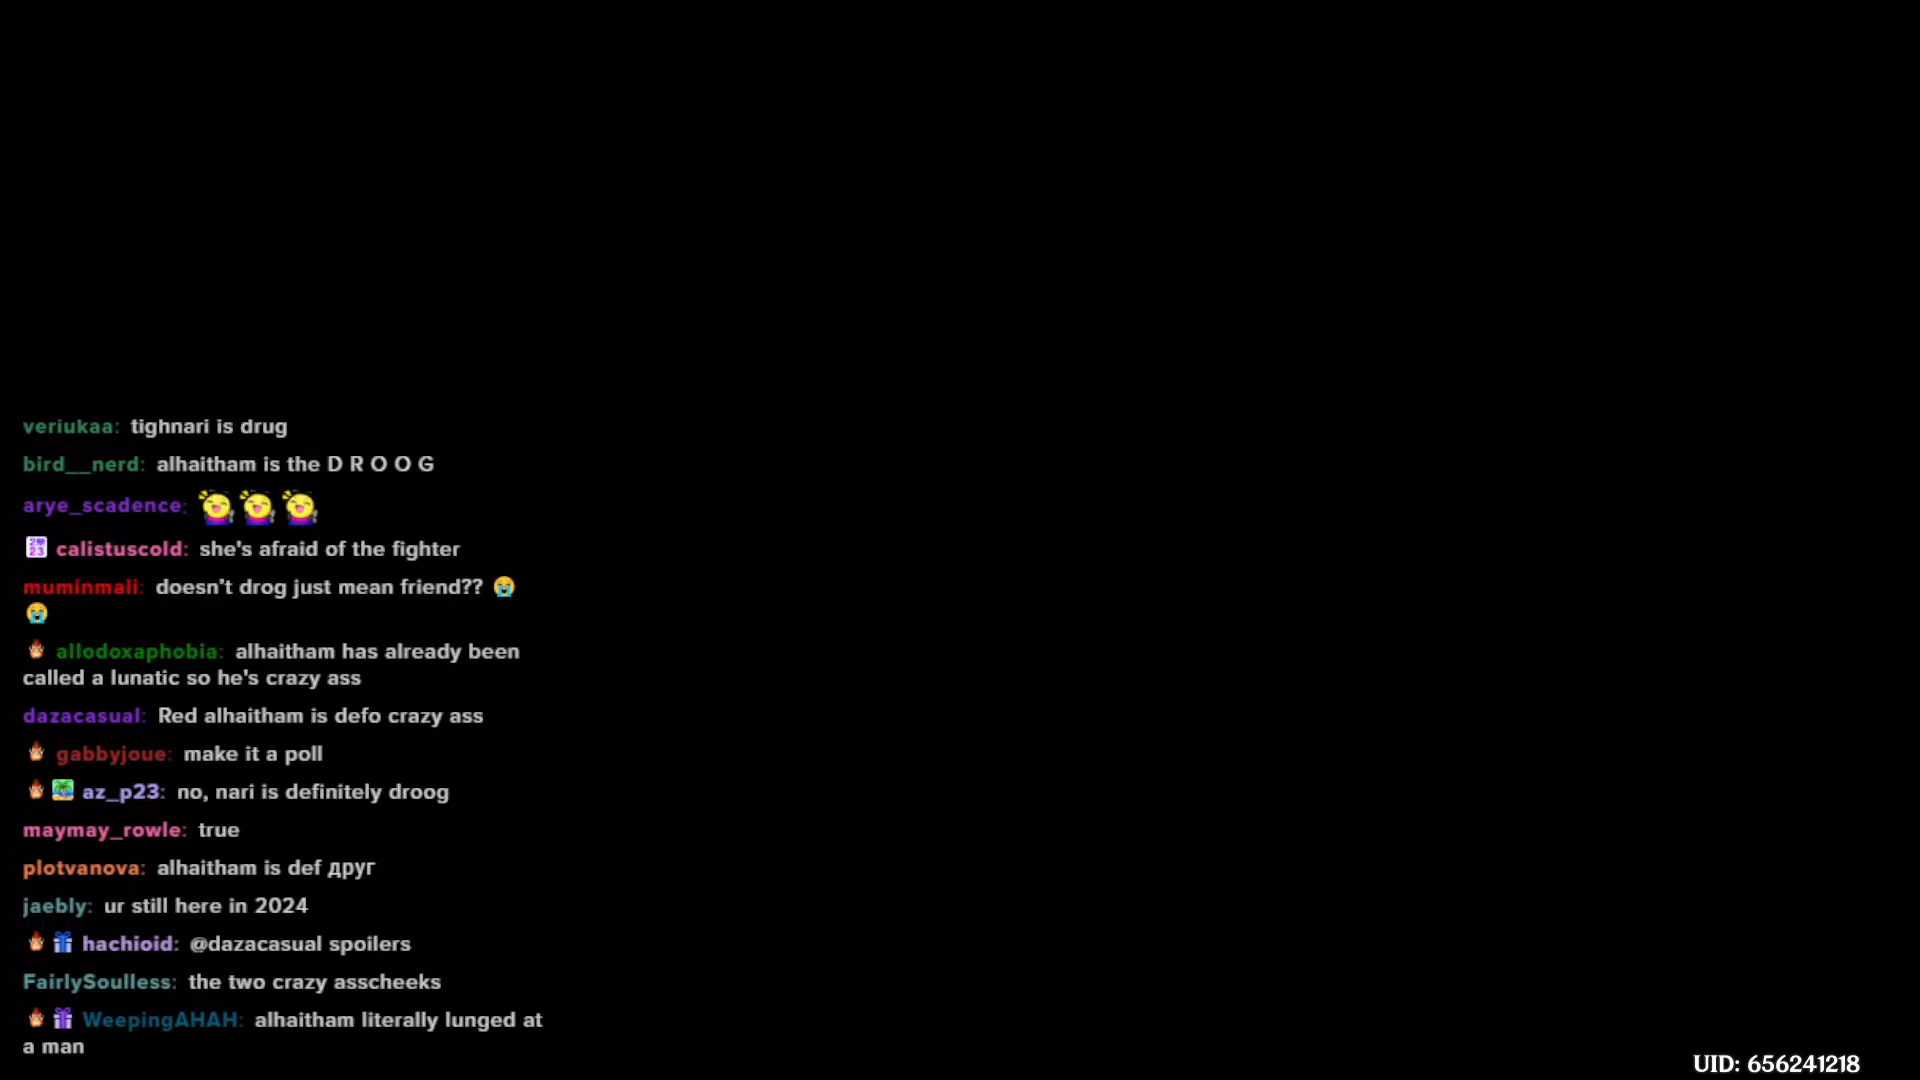 veriukaa: tighnari is drug
bird__nerd: alhaitham is the D R O O G
arye_scadence:
calistuscold: she's afraid of the fighter
muminmali: doesn't drog just mean friend?? 😭
😭
allodoxaphobia: alhaitham has already been
called a lunatic so he's crazy ass
dazacasual: Red alhaitham is defo crazy ass
gabbyjoue: make it a poll
az_p23: no, nari is definitely droog
maymay_rowle: true
plotvanova: alhaitham is def друг
jaebly: ur still here in 2024
hachioid: @dazacasual spoilers
FairlySoulless: the two crazy asscheeks
WeepingAHAH: alhaitham literally lunged at
a man
UID: 656241218